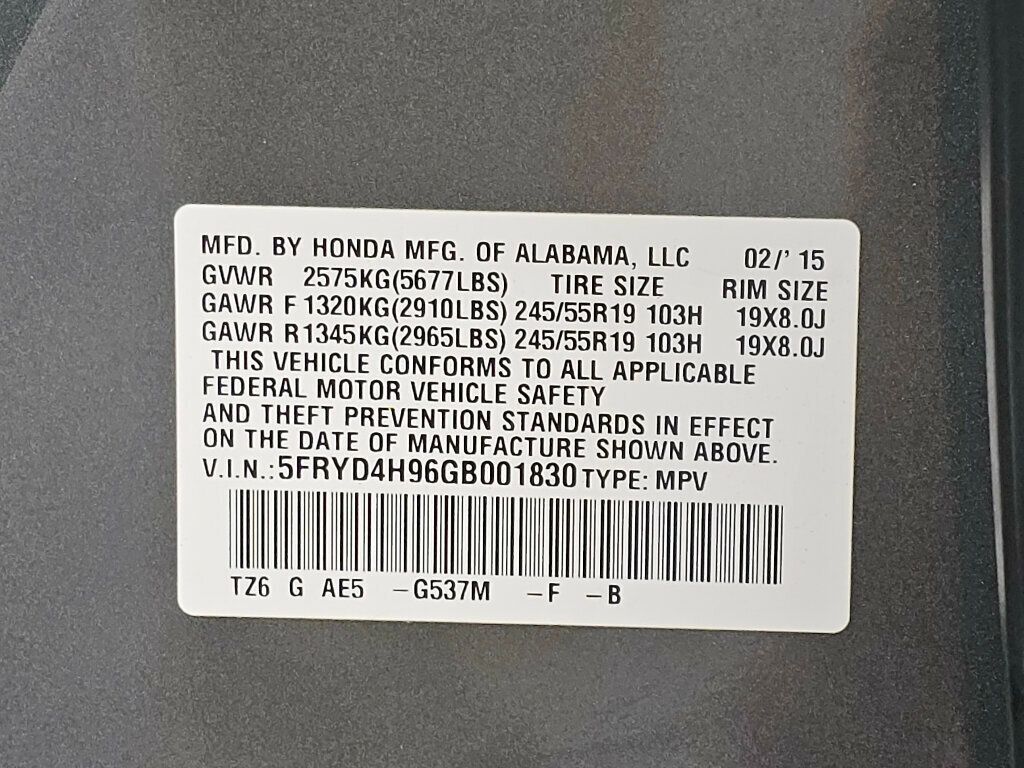 MFD. BY HONDA MFG. OF ALABAMA, LLC 02/' 15
GVWR 2575KG(5677LBS) TIRE SIZE RIM SIZE
GAWR F 1320KG(2910LBS) 245/55R19 103H 19X8.0J
GAWR R 1345KG(2965LBS) 245/55R19 103H 19X8.0J
THIS VEHICLE CONFORMS TO ALL APPLICABLE
FEDERAL MOTOR VEHICLE SAFETY
AND THEFT PREVENTION STANDARDS IN EFFECT
ON THE DATE OF MANUFACTURE SHOWN ABOVE.
V.I.N.: 5FRYD4H96GB001830 TYPE: MPV
TZ6 G AE5 –G537M –F –B